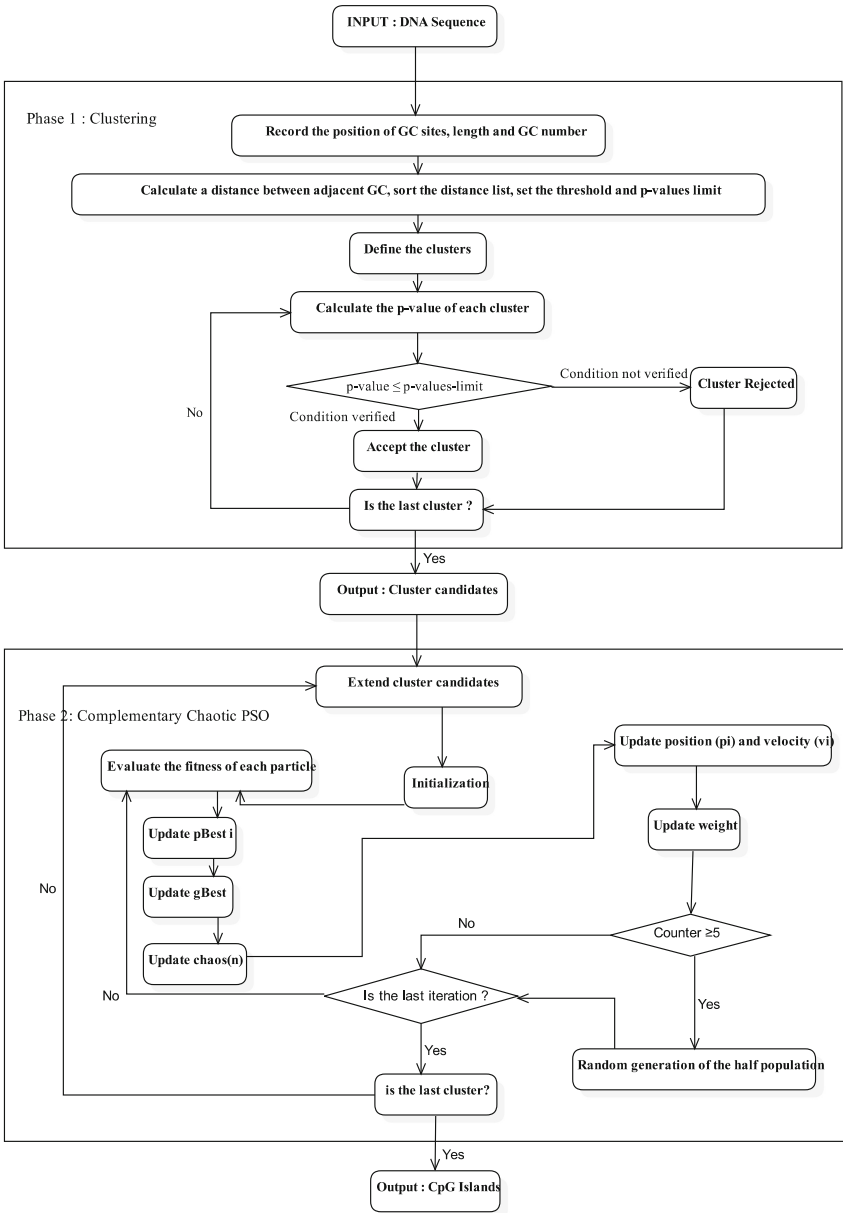 INPUT : DNA Sequence
Phase 1 : Clustering
Record the position of GC sites, length and GC number
Calculate a distance between adjacent GC, sort the distance list, set the threshold and p-values limit
Define the clusters
Calculate the p-value of each cluster
p-value ≤ p-values-limit
Condition not verified
Cluster Rejected
No
Condition verified
Accept the cluster
Is the last cluster ?
Yes
Output : Cluster candidates
Extend cluster candidates
Phase 2: Complementary Chaotic PSO
Update position (pi) and velocity (vi)
Evaluate the fitness of each particle
Initialization
Update pBest i
Update weight
No
Update gBest
No
Counter ≥5
Update chaos(n)
No
Is the last iteration ?
Yes
Yes
Random generation of the half population
is the last cluster?
Yes
Output : CpG Islands